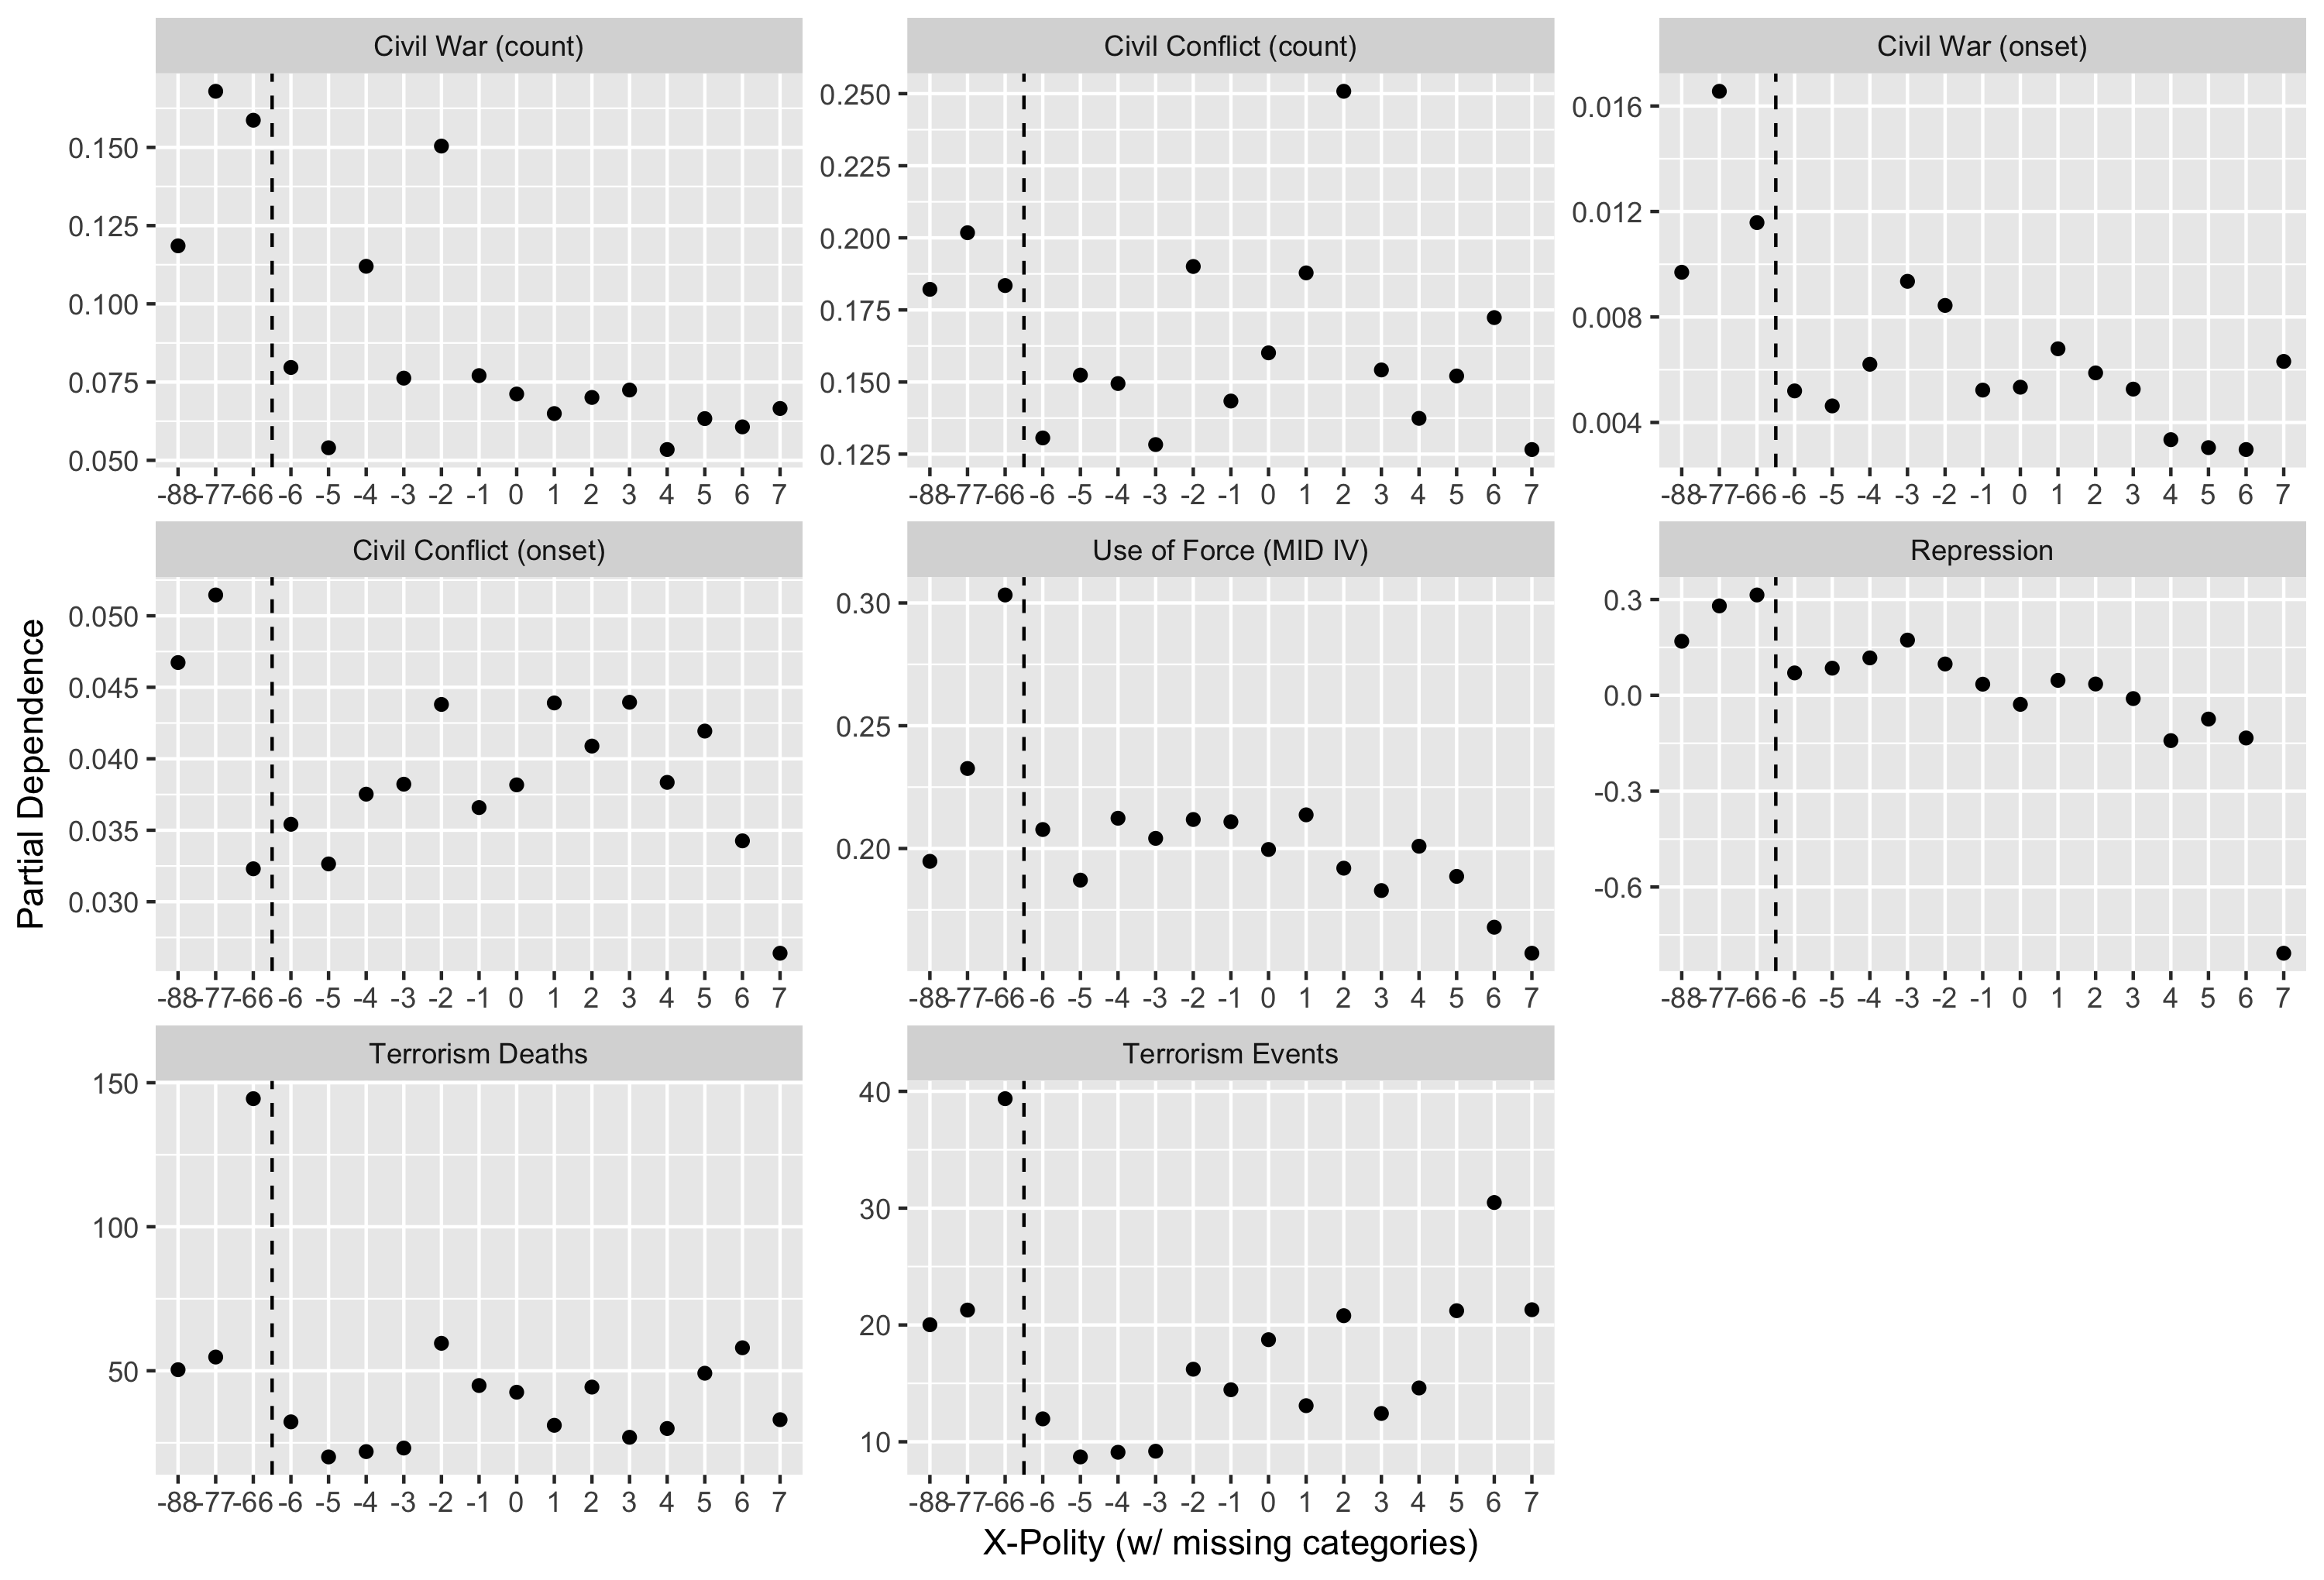 Civil War (count) Civil Conflict (count) Civil War (onset)
0.150
0.125
0.100
0.075
0.050
-88 -77 -66 -6 -5 -4 -3 -2 -1 0 1 2 3 4 5 6 7
0.250
0.225
0.200
0.175
0.150
0.125
-88 -77 -66 -6 -5 -4 -3 -2 -1 0 1 2 3 4 5 6 7
0.016
0.012
0.008
0.004
-88 -77 -66 -6 -5 -4 -3 -2 -1 0 1 2 3 4 5 6 7
Civil Conflict (onset) Use of Force (MID IV) Repression
Partial Dependence
0.050
0.045
0.040
0.035
0.030
-88 -77 -66 -6 -5 -4 -3 -2 -1 0 1 2 3 4 5 6 7
0.30
0.25
0.20
-88 -77 -66 -6 -5 -4 -3 -2 -1 0 1 2 3 4 5 6 7
0.3
0.0
-0.3
-0.6
-88 -77 -66 -6 -5 -4 -3 -2 -1 0 1 2 3 4 5 6 7
Terrorism Deaths Terrorism Events
150
100
50
-88 -77 -66 -6 -5 -4 -3 -2 -1 0 1 2 3 4 5 6 7
40
30
20
10
-88 -77 -66 -6 -5 -4 -3 -2 -1 0 1 2 3 4 5 6 7
X-Polity (w/ missing categories)